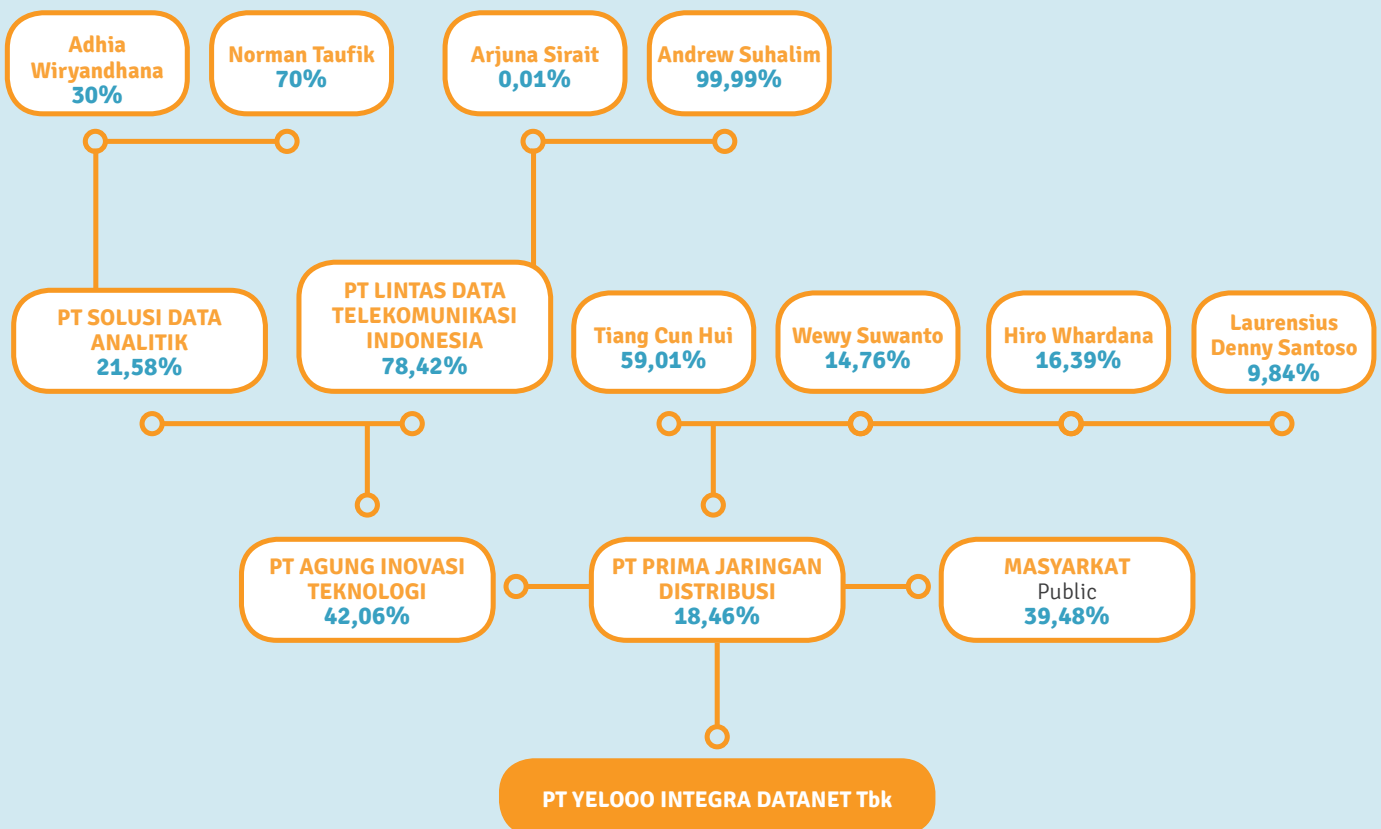 Adhia
Wiryandhana
30%
Norman Taufik
70%
Arjuna Sirait
0,01%
Andrew Suhalim
99,99%
PT SOLUSI DATA
ANALITIK
21,58%
PT LINTAS DATA
TELEKOMUNIKASI
INDONESIA
78,42%
Tiang Cun Hui
59,01%
Wewy Suwanto
14,76%
Hiro Whardana
16,39%
Laurensius
Denny Santoso
9,84%
PT AGUNG INOVASI
TEKNOLOGI
42,06%
PT PRIMA JARINGAN
DISTRIBUSI
18,46%
MASYARKAT
Public
39,48%
PT YELOOO INTEGRA DATANET Tbk